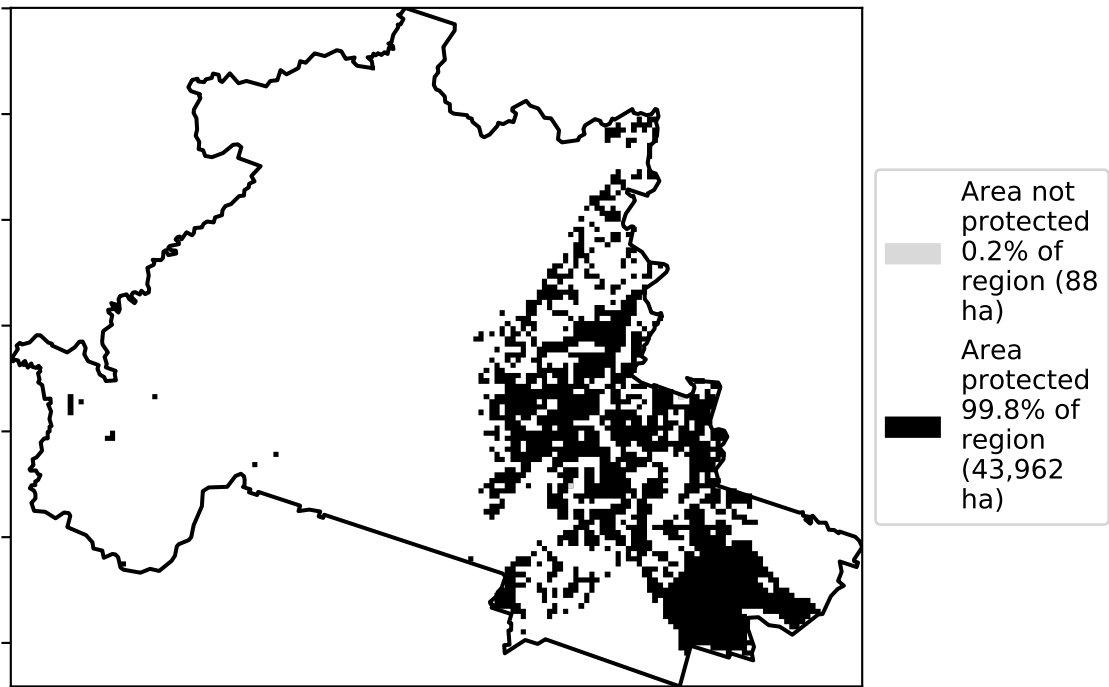 Area not
protected
0.2% of
region (88
ha)
Area
protected
99.8% of
region
(43,962
ha)